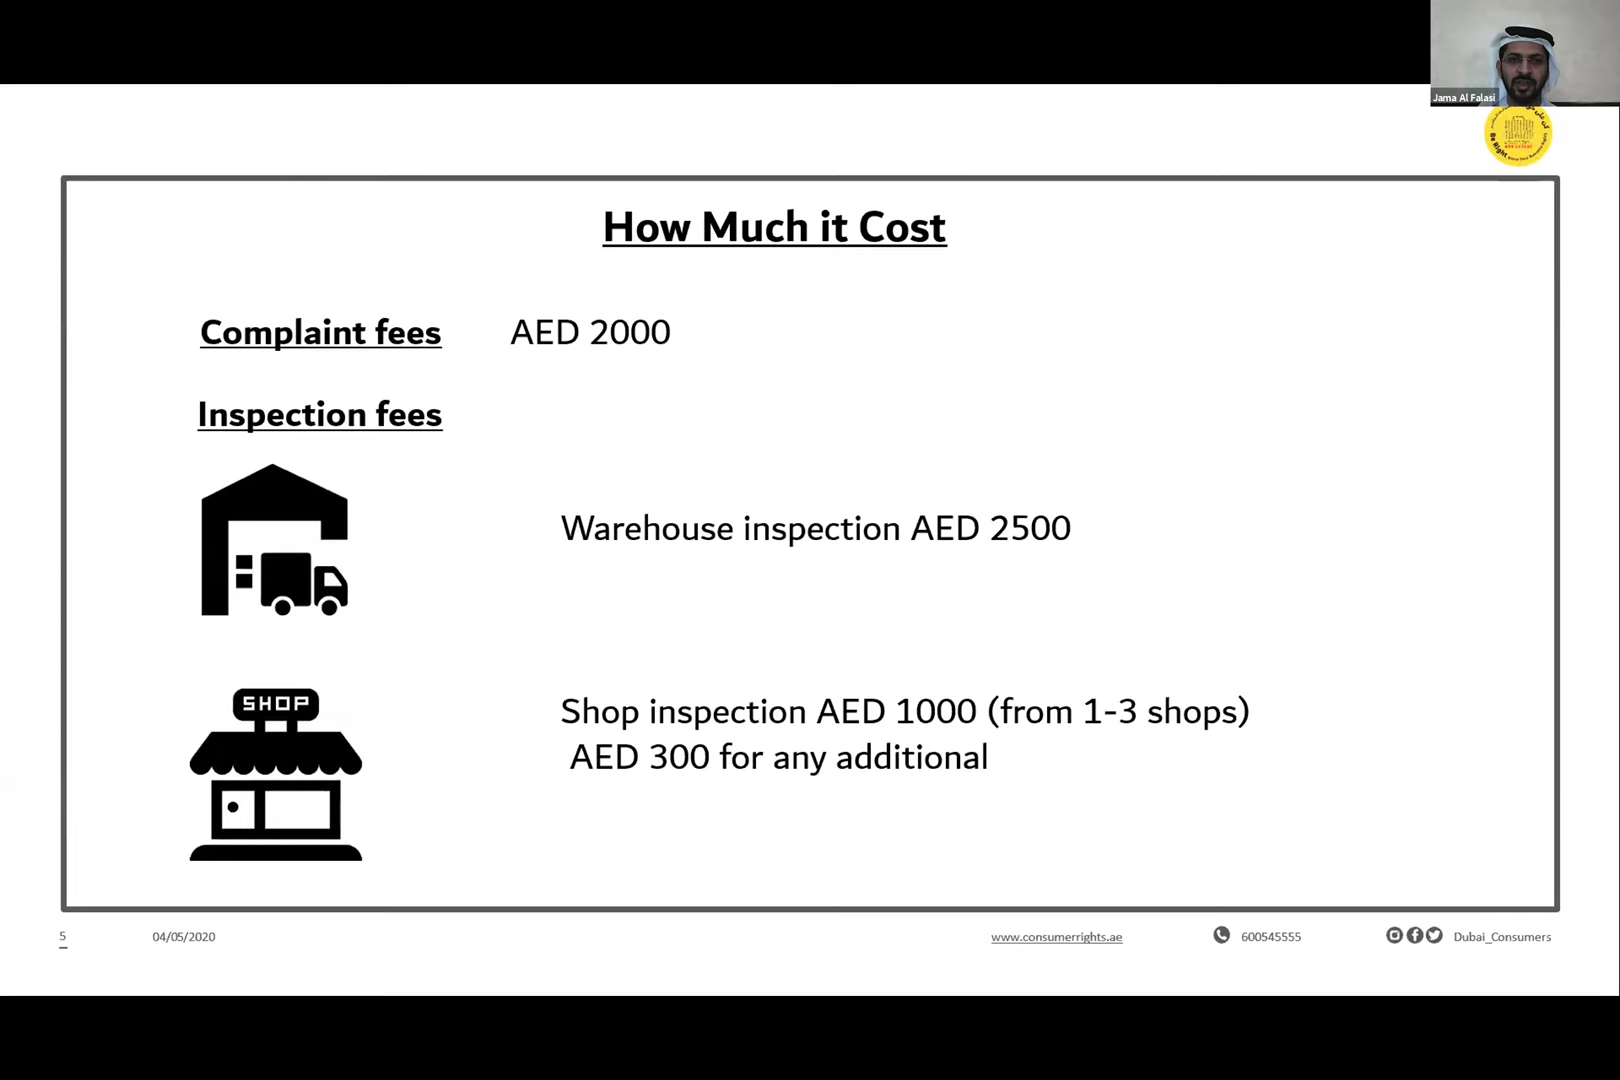 Jama Al Falasi
Be Right
How Much it Cost
Complaint fees AED 2000
Inspection fees
Warehouse inspection AED 2500
SHOP
Shop inspection AED 1000 (from 1-3 shops)
AED 300 for any additional
5 04/05/2020 www.consumerrights.ae 600545555 Dubai_Consumers